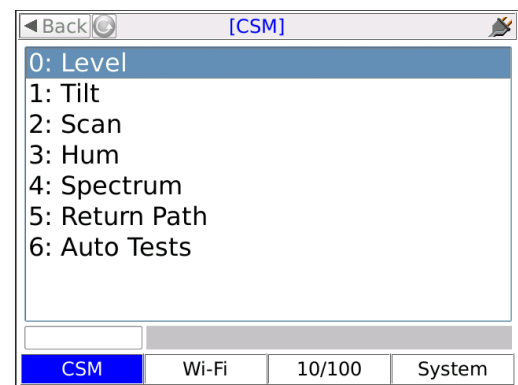 Back
[CSM]
0: Level
1: Tilt
2: Scan
3: Hum
4: Spectrum
5: Return Path
6: Auto Tests
CSM Wi-Fi 10/100 System